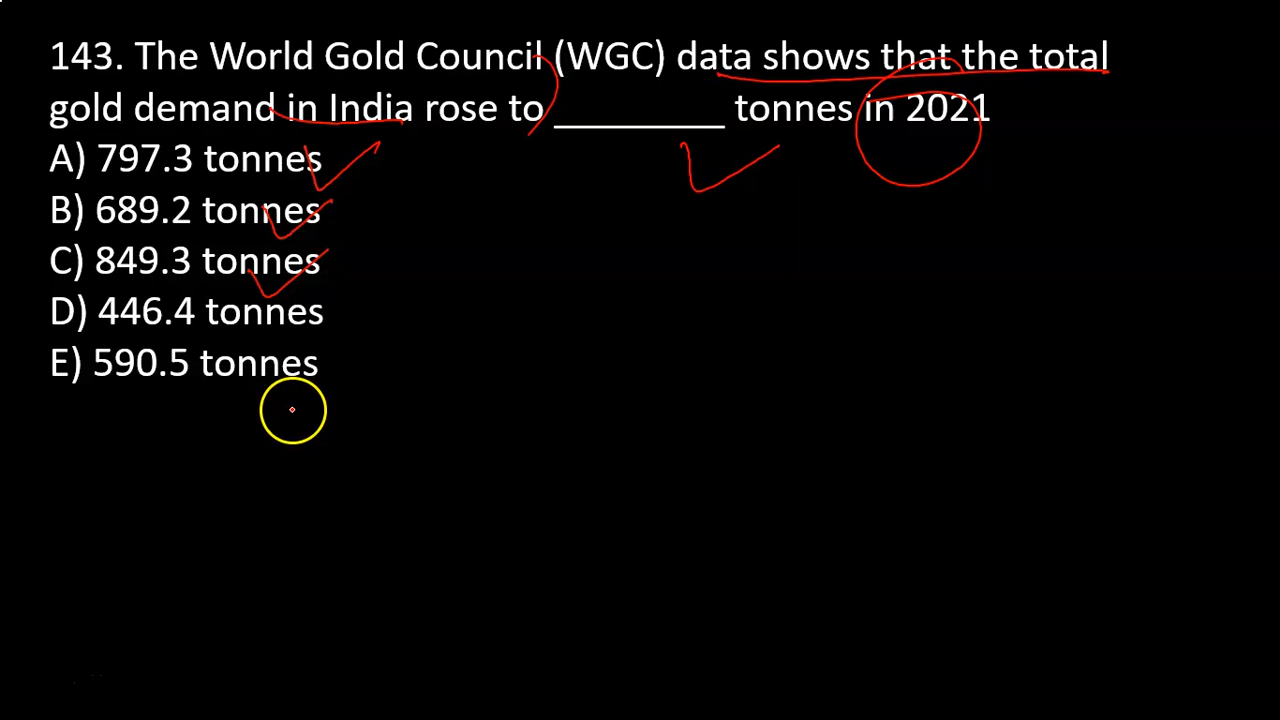 143. The World Gold Council (WGC) data shows that the total
gold demand in India rose to _________ tonnes in 2021
A) 797.3 tonnes
B) 689.2 tonnes
C) 849.3 tonnes
D) 446.4 tonnes
E) 590.5 tonnes